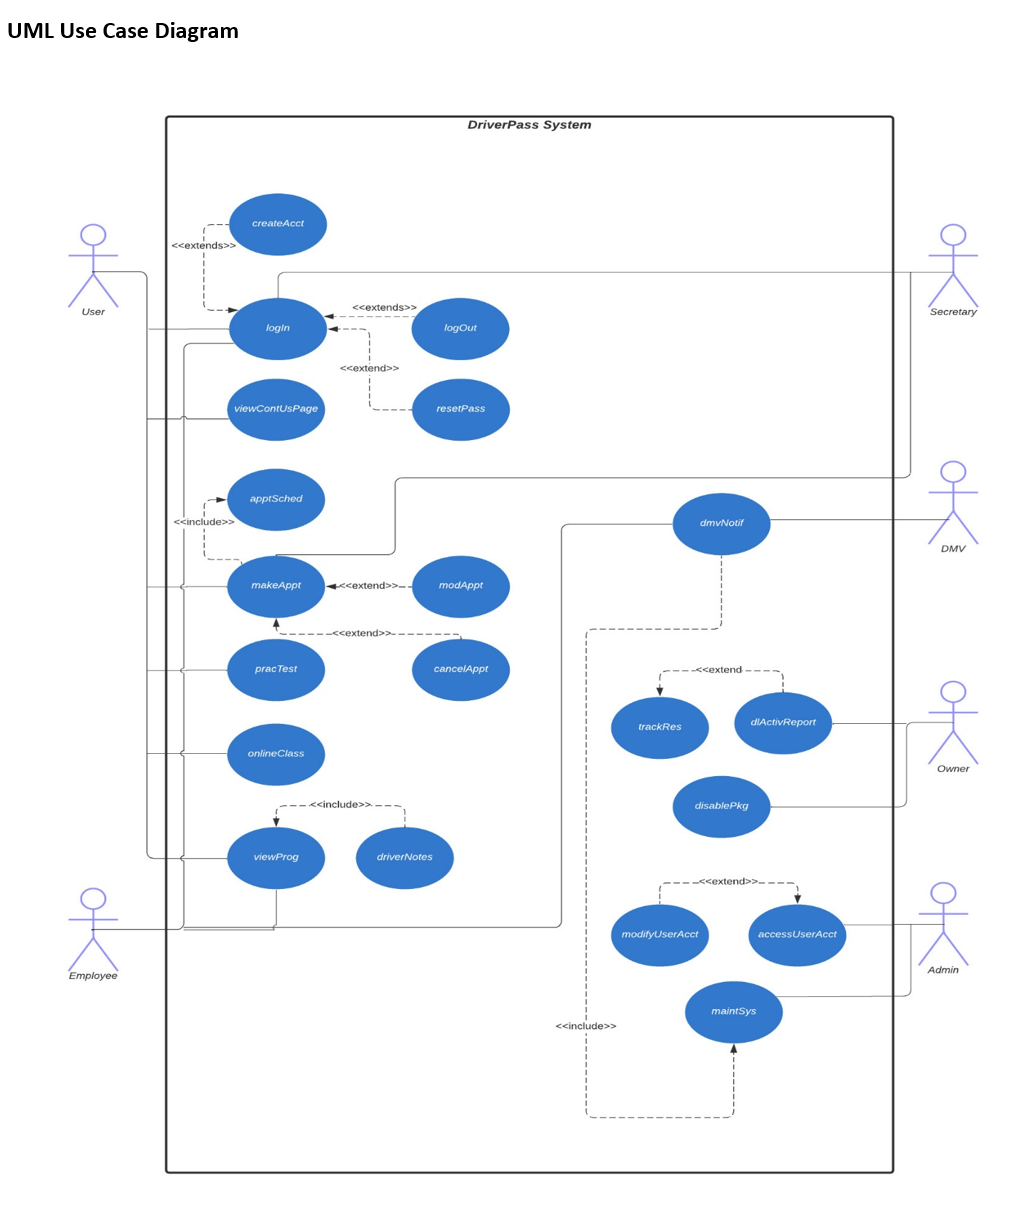 UML Use Case Diagram
DriverPass System
createAcct
<<extends>>
User
Secretary
<<extends>>
logIn
logOut
<<extend>>
viewContUsPage
resetPass
apptSched
<<include>>
dmvNotif
DMV
makeAppt
<<extend>>
modAppt
<<extend>>
pracTest
cancelAppt
<<extend
trackRes
dlActivReport
onlineClass
Owner
<<include>>
disablePkg
viewProg
driverNotes
<<extend>>
modifyUserAcct
accessUserAcct
Employee
Admin
maintSys
<<include>>